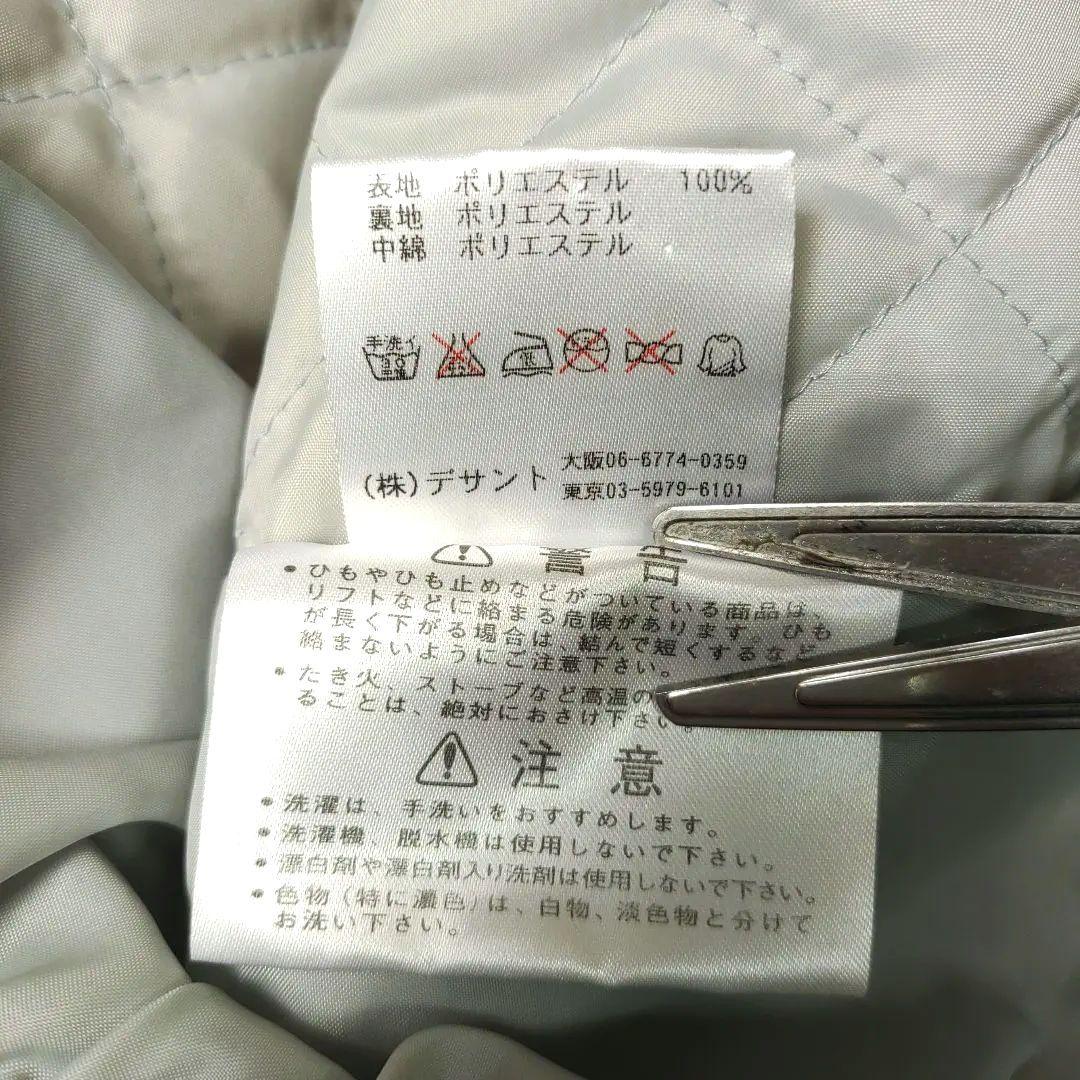 表地 ポリエステル 100%
裏地 ポリエステル
中綿 ポリエステル
手洗イ
(株)デサント 大阪06-6774-0359
東京03-5979-6101
警告
• ひもやひも止めなどがついている商品は、
リフトなどに絡まる危険があります。ひも
が長く下がる場合は、結んで短くするなど
絡まないようにご注意下さい。
• たき火、ストーブなど高温の
ることは、絶対におさけ下さい。
注意
• 洗濯は、手洗いをおすすめします。
• 洗濯機、脱水機は使用しないで下さい。
• 漂白剤や漂白剤入り洗剤は使用しないで下さい。
• 色物(特に濃色)は、白物、淡色物と分けて
お洗い下さい。